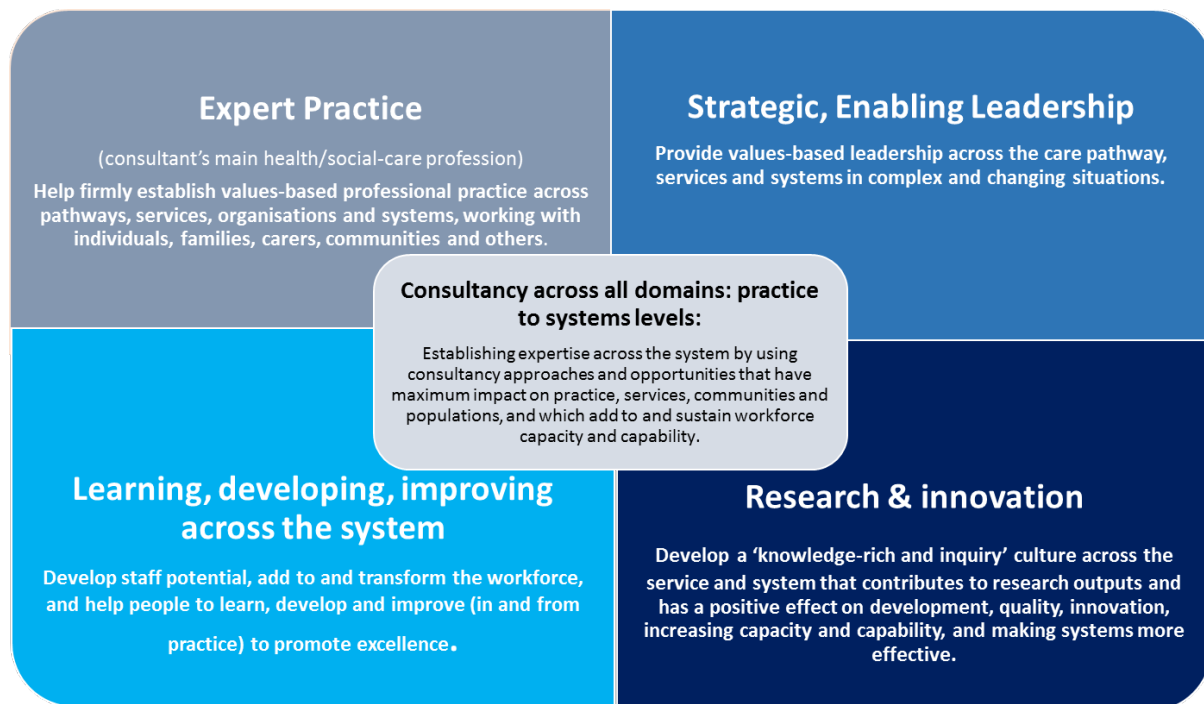 Expert Practice
(consultant's main health/social-care profession)
Help firmly establish values-based professional practice across
pathways, services, organisations and systems, working with
individuals, families, carers, communities and others.
Strategic, Enabling Leadership
Provide values-based leadership across the care pathway,
services and systems in complex and changing situations.
Consultancy across all domains: practice
to systems levels:
Establishing expertise across the system by using
consultancy approaches and opportunities that have
maximum impact on practice, services, communities and
populations, and which add to and sustain workforce
capacity and capability.
Learning, developing, improving
across the system
Develop staff potential, add to and transform the workforce,
and help people to learn, develop and improve (in and from
practice) to promote excellence.
Research & innovation
Develop a ‘knowledge-rich and inquiry’ culture across the
service and system that contributes to research outputs and
has a positive effect on development, quality, innovation,
increasing capacity and capability, and making systems more
effective.